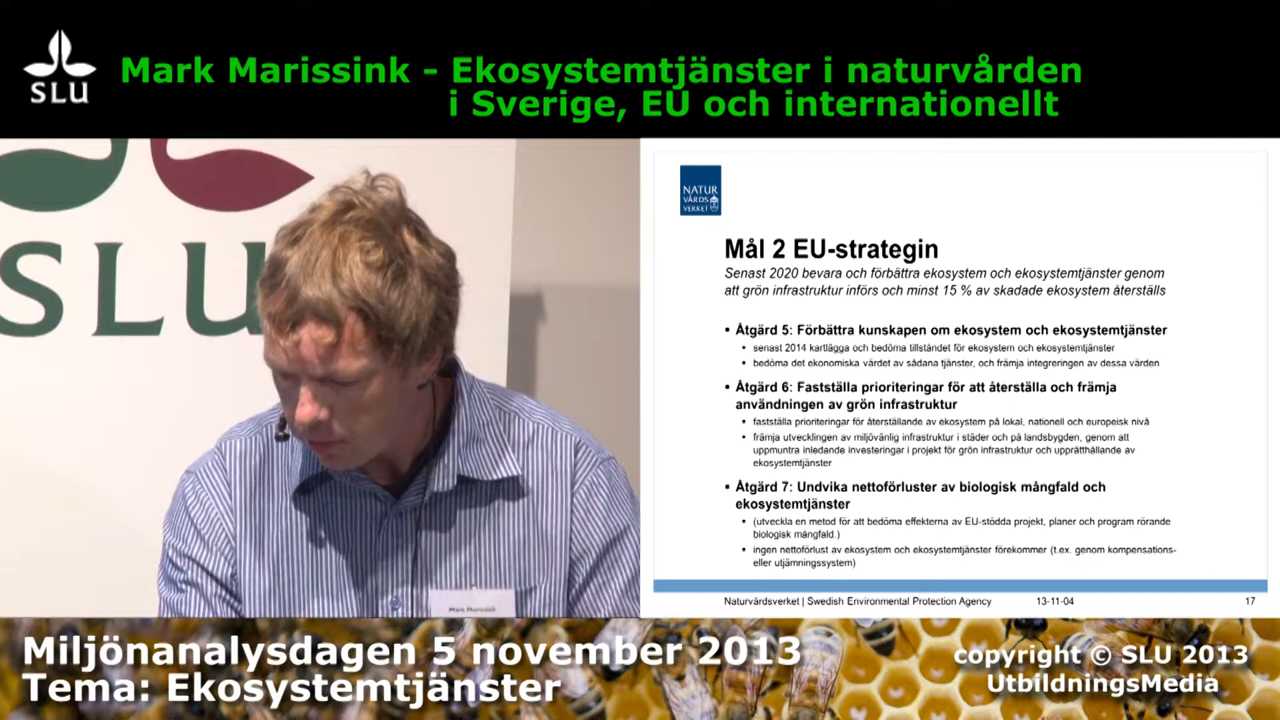 SLU
Mark Marissink - Ekosystemtjänster i naturvården
i Sverige, EU och internationellt
SLU
NATUR
VÅRDS
VERKET
Mål 2 EU-strategin
Senast 2020 bevara och förbättra ekosystem och ekosystemtjänster genom
att grön infrastruktur införs och minst 15 % av skadade ekosystem återställs
• Åtgärd 5: Förbättra kunskapen om ekosystem och ekosystemtjänster
• senast 2014 kartlägga och bedöma tillståndet för ekosystem och ekosystemtjänster
• bedöma det ekonomiska värdet av sådana tjänster, och främja integreringen av dessa värden
• Åtgärd 6: Fastställa prioriteringar för att återställa och främja
användningen av grön infrastruktur
• fastställa prioriteringar för återställande av ekosystem på lokal, nationell och europeisk nivå
• främja utvecklingen av miljövänlig infrastruktur i städer och på landsbygden, genom att
uppmuntra inledande investeringar i projekt för grön infrastruktur och upprätthållande av
ekosystemtjänster
• Åtgärd 7: Undvika nettoförluster av biologisk mångfald och
ekosystemtjänster
• (utveckla en metod för att bedöma effekterna av EU-stödda projekt, planer och program rörande
biologisk mångfald.)
• ingen nettoförlust av ekosystem och ekosystemtjänster förekommer (t.ex. genom kompensations-
eller utjämningssystem)
Naturvårdsverket | Swedish Environmental Protection Agency 13-11-04 17
Mark Marissink
Miljönanalysdagen 5 november 2013
Tema: Ekosystemtjänster
copyright © SLU 2013
UtbildningsMedia